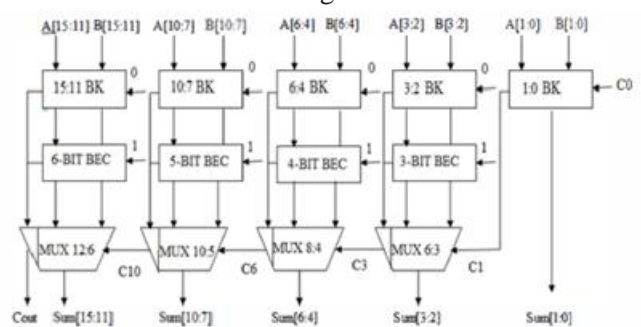 A[15:11] B[15:11] A[10:7] B[10:7] A[6:4] B[6:4] A[3:2] B[3:2] A[1:0] B[1:0]
0 0 0 0
15:11 BK 10:7 BK 6:4 BK 3:2 BK 1:0 BK C0
1 1 1 1
6-BIT BEC 5-BIT BEC 4-BIT BEC 3-BIT BEC
MUX 12:6 MUX 10:5 MUX 8:4 MUX 6:3
C10 C6 C3 C1
Cout Sum[15:11] Sum[10:7] Sum[6:4] Sum[3:2] Sum[1:0]